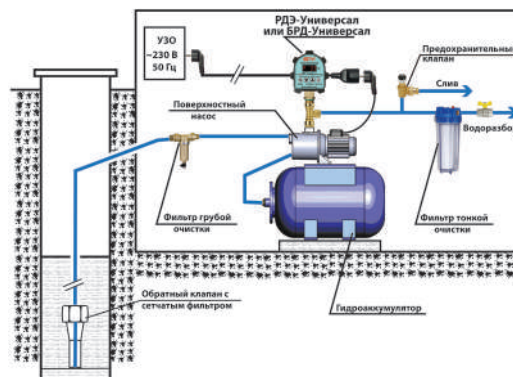 УЗО
~230 В
50 Гц
РДЭ-Универсал
или БРД-Универсал
Предохранительный
клапан
Слив
Поверхностный
насос
Водоразбор
Фильтр грубой
очистки
Фильтр тонкой
очистки
Обратный клапан с
сетчатым фильтром
Гидроаккумулятор